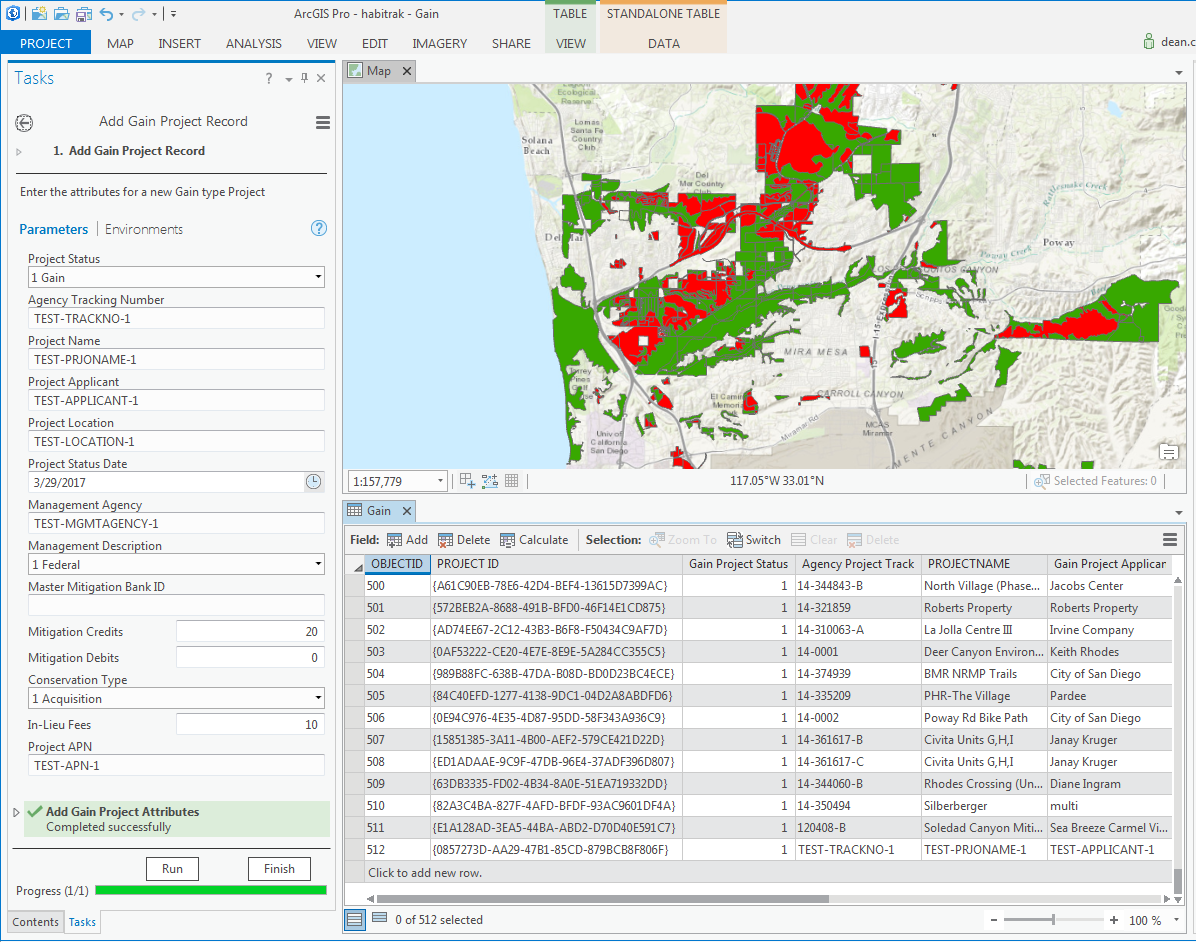 ArcGIS Pro - habitrak - Gain
TABLE
STANDALONE TABLE
PROJECT MAP INSERT ANALYSIS VIEW EDIT IMAGERY SHARE VIEW DATA
dean.c
Tasks
?
Add Gain Project Record
1. Add Gain Project Record
Enter the attributes for a new Gain type Project
Parameters | Environments ?
Project Status
1 Gain
Agency Tracking Number
TEST-TRACKNO-1
Project Name
TEST-PRJONAME-1
Project Applicant
TEST-APPLICANT-1
Project Location
TEST-LOCATION-1
Project Status Date
3/29/2017
Management Agency
TEST-MGMTAGENCY-1
Management Description
1 Federal
Master Mitigation Bank ID
Mitigation Credits 20
Mitigation Debits 0
Conservation Type
1 Acquisition
In-Lieu Fees 10
Project APN
TEST-APN-1
Add Gain Project Attributes
Completed successfully
Run Finish
Progress (1/1)
Contents Tasks
Map
Ecological
Reserve
Lomas
Santa Fe
Country
Club
Solana
Beach
Del
Mar Country
Club
Rattlesnake Creek
Poway Creek
Poway
MIRA MESA
CARROLL CANYON
El Camino
Memorial
Miramar Rd
MCAS
Miramar
Univ of
California
San Diego
1:157,779
117.05°W 33.01°N
Selected Features: 0
Gain
Field: Add Delete Calculate Selection: Zoom To Switch Clear Delete
OBJECTID PROJECT ID Gain Project Status Agency Project Track PROJECTNAME Gain Project Applicar
500 {A61C90EB-78E6-42D4-BEF4-13615D7399AC} 1 14-344843-B North Village (Phase... Jacobs Center
501 {572BEB2A-8688-491B-BFD0-46F14E1CD875} 1 14-321859 Roberts Property Roberts Property
502 {AD74EE67-2C12-43B3-B6F8-F50434C9AF7D} 1 14-310063-A La Jolla Centre III Irvine Company
503 {0AF53222-CE20-4E7E-8E9E-5A284CC355C5} 1 14-0001 Deer Canyon Environ... Keith Rhodes
504 {989B88FC-638B-47DA-B08D-BD0D23BC4ECE} 1 14-374939 BMR NRMP Trails City of San Diego
505 {84C40EFD-1277-4138-9DC1-04D2A8ABDFD6} 1 14-335209 PHR-The Village Pardee
506 {0E94C976-4E35-4D87-95DD-58F343A936C9} 1 14-0002 Poway Rd Bike Path City of San Diego
507 {15851385-3A11-4B00-AEF2-579CE421D22D} 1 14-361617-B Civita Units G,H,I Janay Kruger
508 {ED1ADAAE-9C9F-47DB-96E4-37ADF396D807} 1 14-361617-C Civita Units G,H,I Janay Kruger
509 {63DB3335-FD02-4B34-8A0E-51EA719332DD} 1 14-344060-B Rhodes Crossing (Un... Diane Ingram
510 {82A3C4BA-827F-4AFD-BFDF-93AC9601DF4A} 1 14-350494 Silberberger multi
511 {E1A128AD-3EA5-44BA-ABD2-D70D40E591C7} 1 120408-B Soledad Canyon Miti... Sea Breeze Carmel Vi...
512 {0857273D-AA29-47B1-85CD-879BCB8F806F} 1 TEST-TRACKNO-1 TEST-PRJONAME-1 TEST-APPLICANT-1
Click to add new row.
0 of 512 selected
- + 100 %